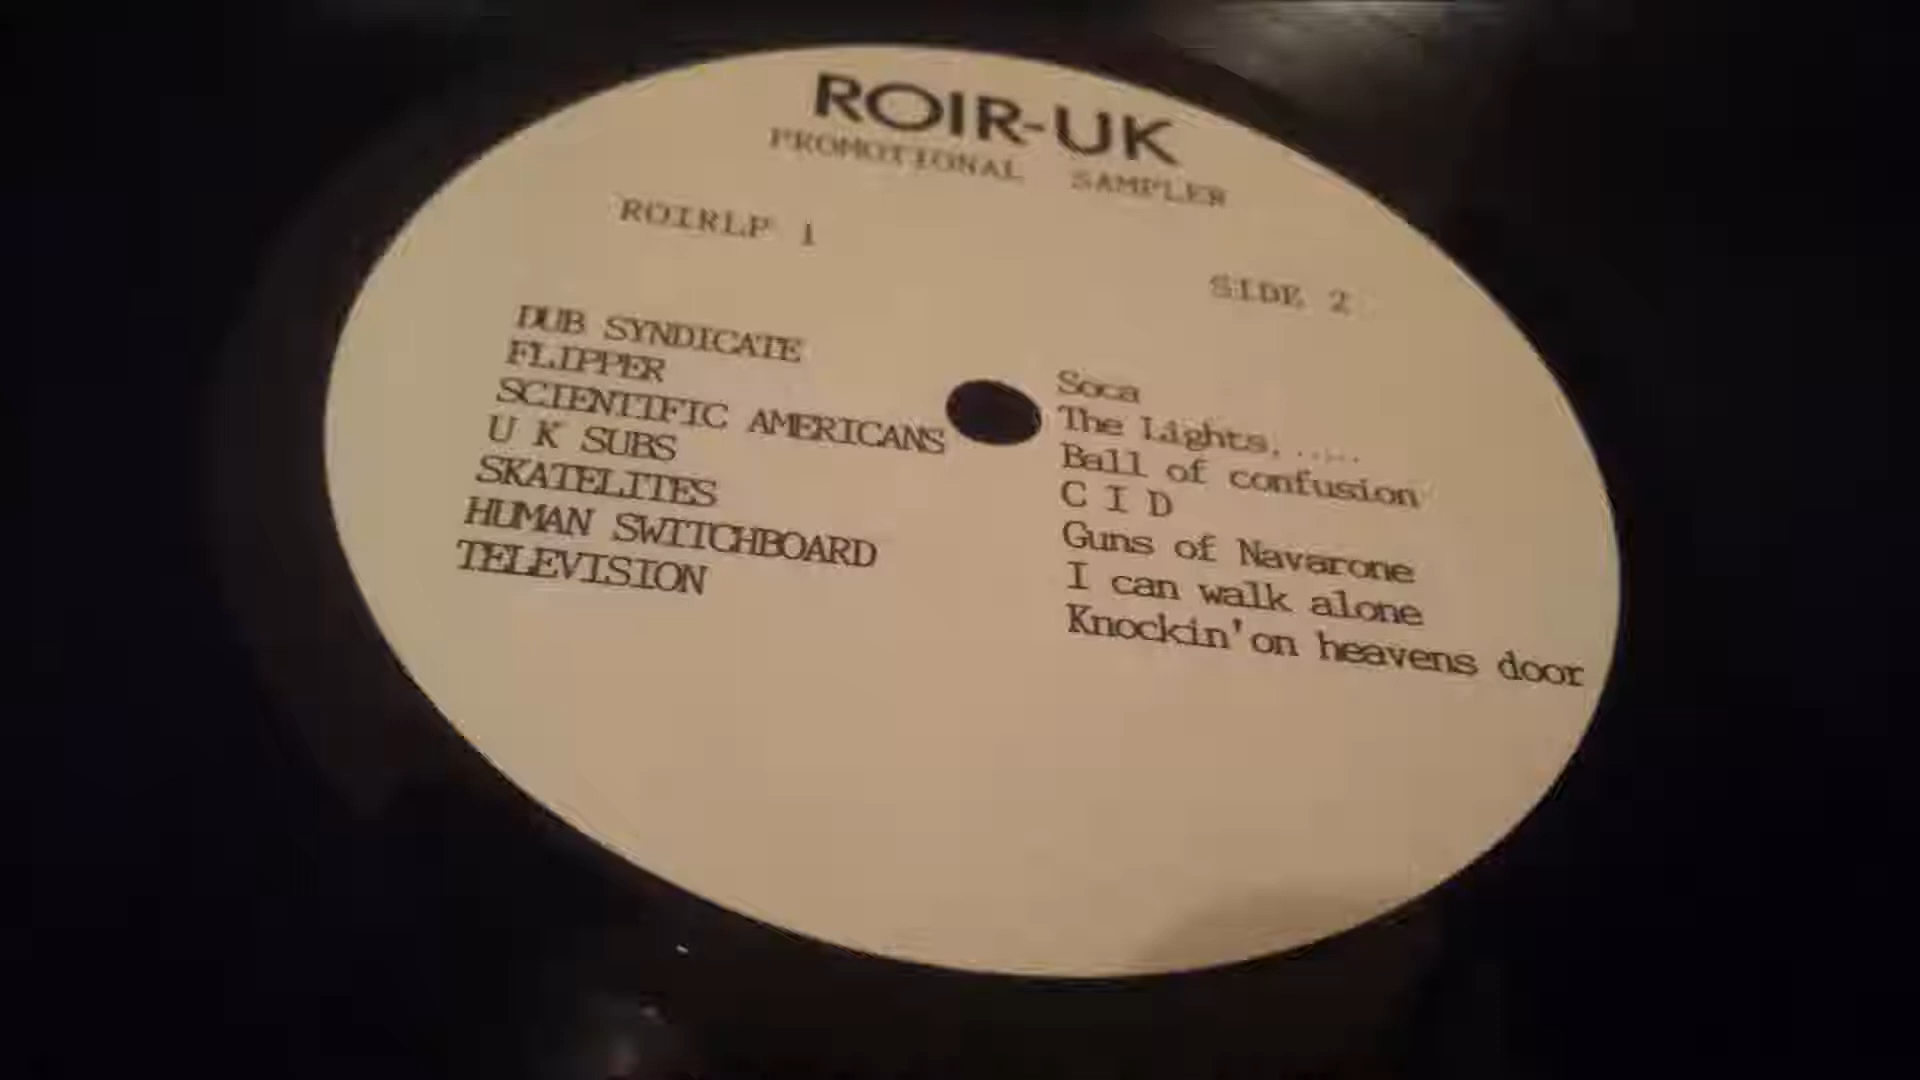 ROIR-UK
PROMOTIONAL SAMPLER
ROIRLP 1
SIDE 2
DUB SYNDICATE Soca
FLIPPER The Lights,.....
SCIENTIFIC AMERICANS Ball of confusion
U K SUBS C I D
SKATELITES Guns of Navarone
HUMAN SWITCHBOARD I can walk alone
TELEVISION Knockin'on heavens door